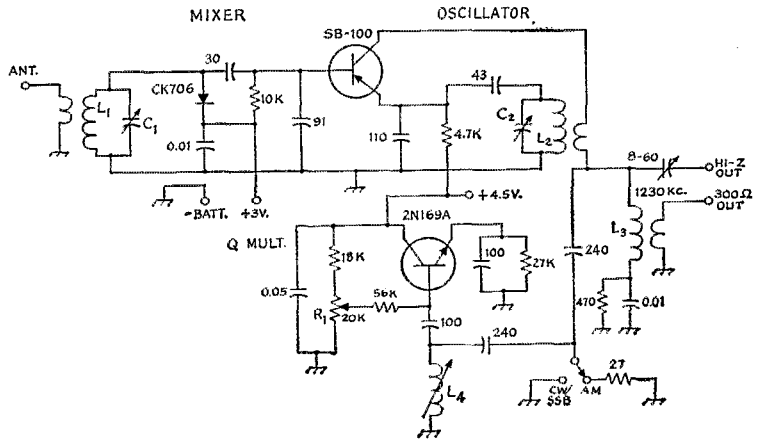 MIXER
OSCILLATOR
SB-100
ANT.
30
CK706
10K
L1
C1
0.01
91
43
110
4.7K
C2
L2
8-60
HI-Z
OUT
1230 KC.
300Ω
OUT
-BATT.
+3V.
+4.5V.
2N169A
Q MULT.
L3
240
18K
100
27K
0.05
56K
R1
20K
470
0.01
100
240
L4
27
CW/
SSB
AM